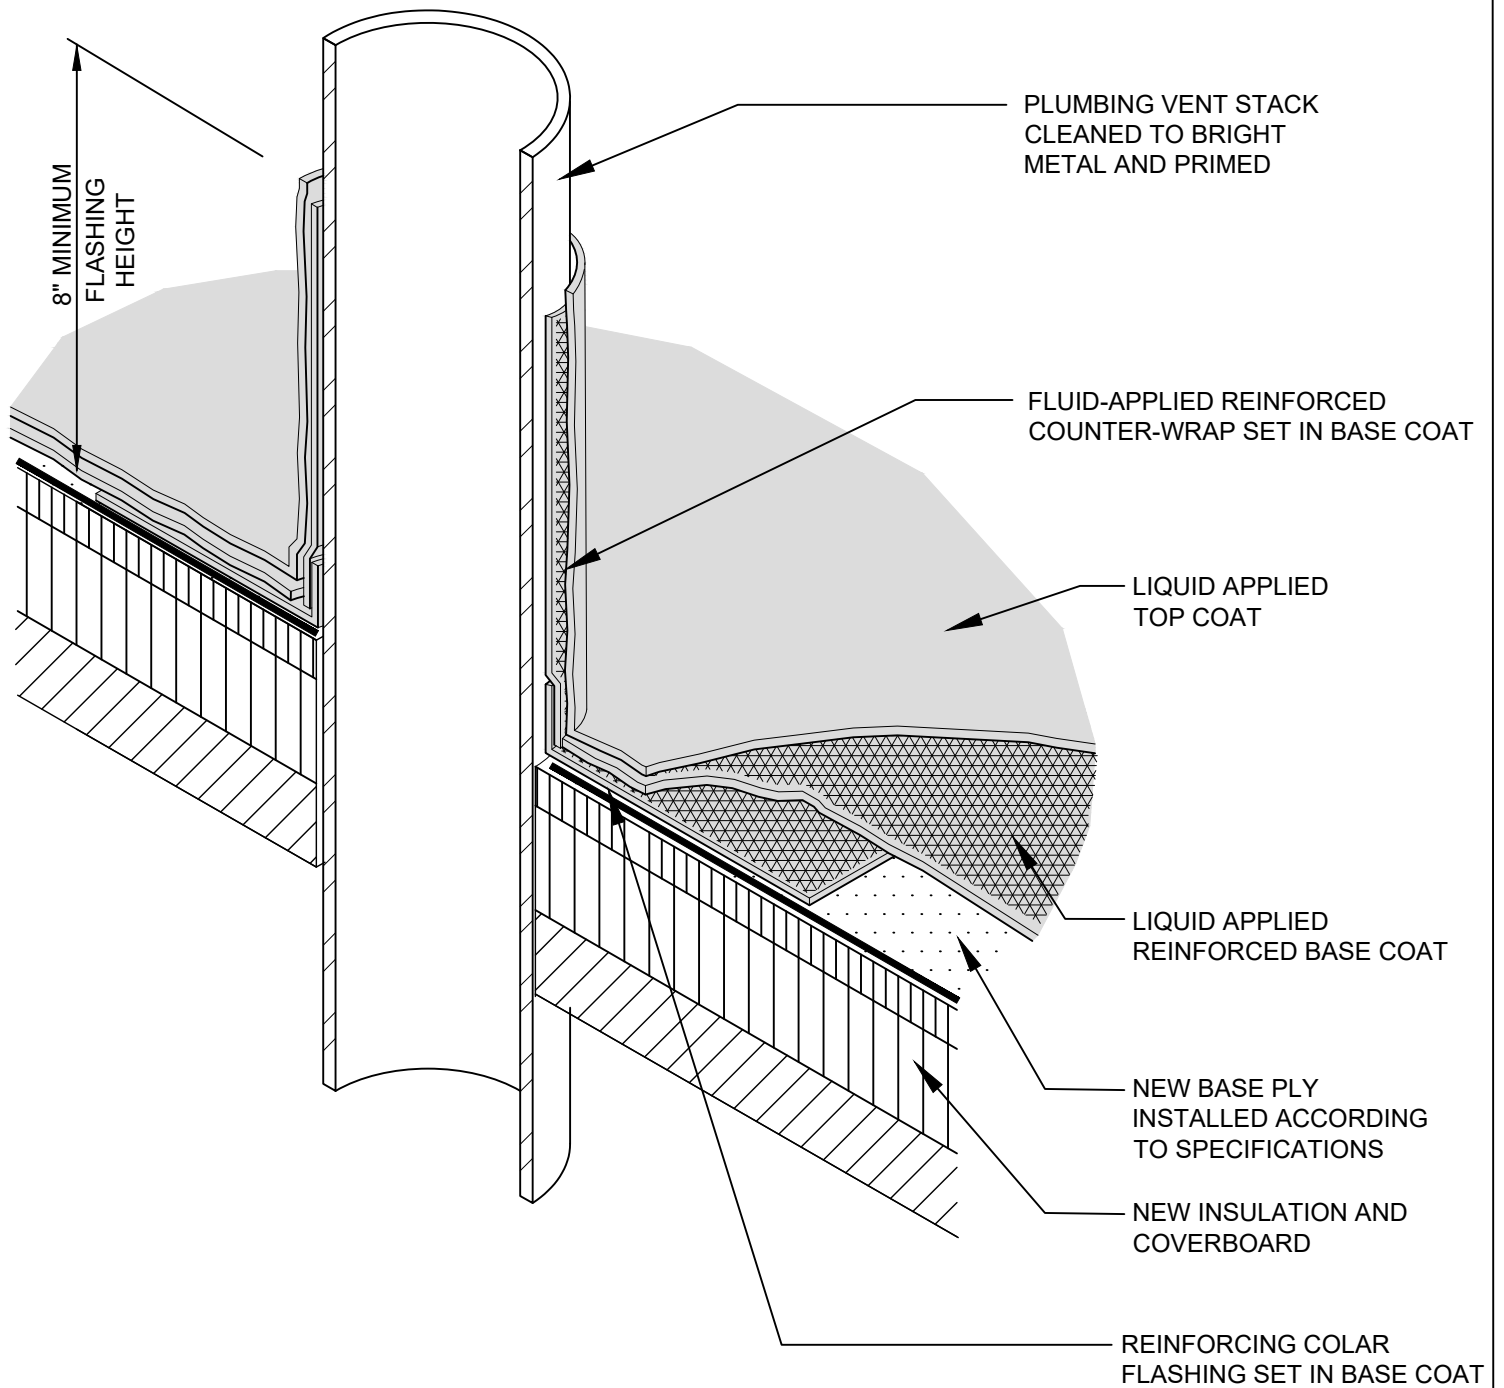 8" MINIMUM
FLASHING
HEIGHT
PLUMBING VENT STACK
CLEANED TO BRIGHT
METAL AND PRIMED
FLUID-APPLIED REINFORCED
COUNTER-WRAP SET IN BASE COAT
LIQUID APPLIED
TOP COAT
LIQUID APPLIED
REINFORCED BASE COAT
NEW BASE PLY
INSTALLED ACCORDING
TO SPECIFICATIONS
NEW INSULATION AND
COVERBOARD
REINFORCING COLAR
FLASHING SET IN BASE COAT